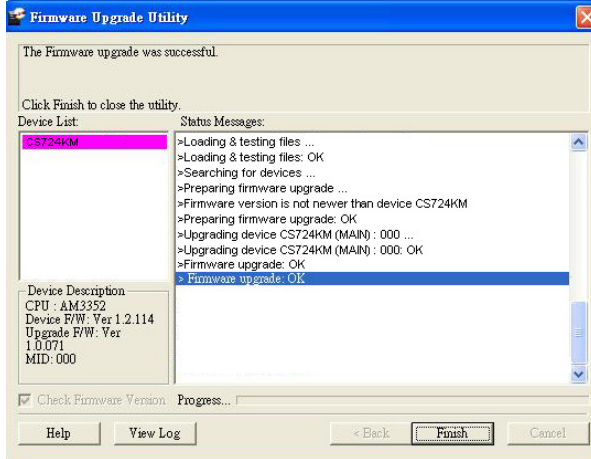 Firmware Upgrade Utility
The Firmware upgrade was successful.
Click Finish to close the utility.
Device List:
CS724KM
Status Messages:
>Loading & testing files ...
>Loading & testing files: OK
>Searching for devices ...
>Preparing firmware upgrade ...
>Firmware version is not newer than device CS724KM
>Preparing firmware upgrade: OK
>Upgrading device CS724KM (MAIN) : 000 ...
>Upgrading device CS724KM (MAIN) : 000: OK
>Firmware upgrade: OK
> Firmware upgrade: OK
Device Description
CPU : AM3352
Device F/W: Ver 1.2.114
Upgrade F/W: Ver
1.0.071
MID: 000
Check Firmware Version
Progress...
Help
View Log
< Back
Finish
Cancel